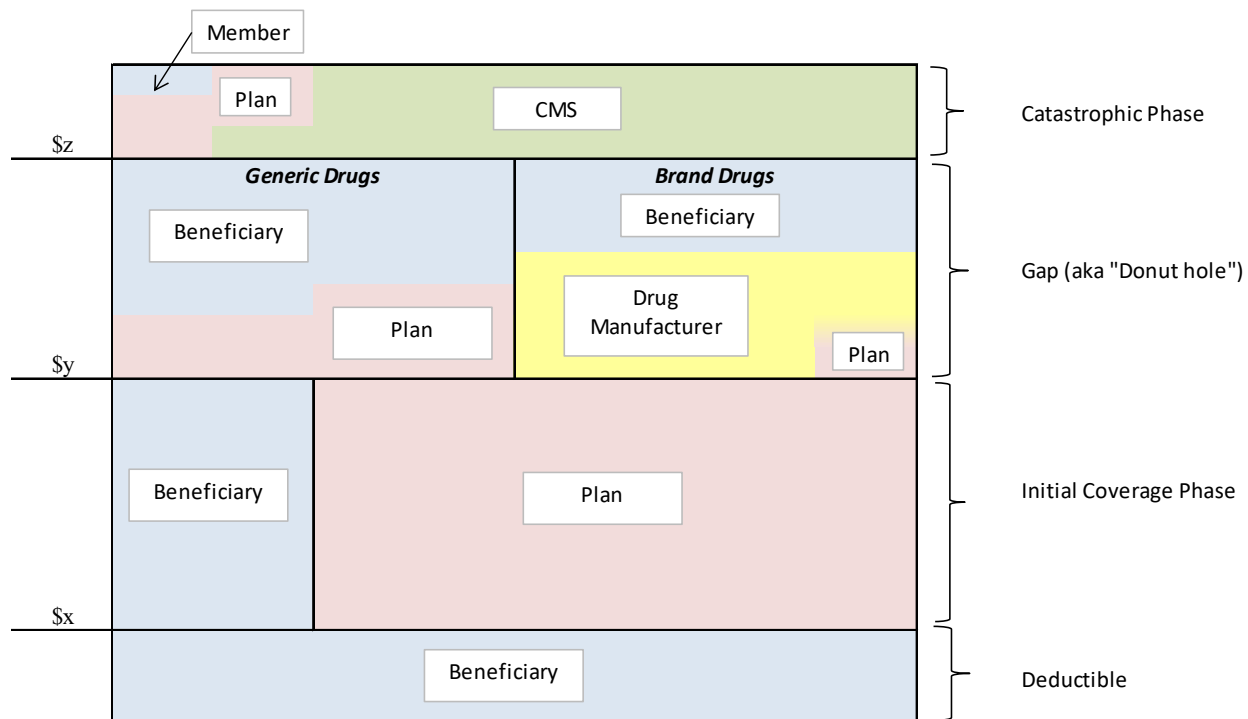 Member
Plan
CMS
Catastrophic Phase
$z
Generic Drugs
Brand Drugs
Beneficiary
Beneficiary
Gap (aka "Donut hole")
Drug
Manufacturer
Plan
Plan
$y
Beneficiary
Plan
Initial Coverage Phase
$x
Beneficiary
Deductible